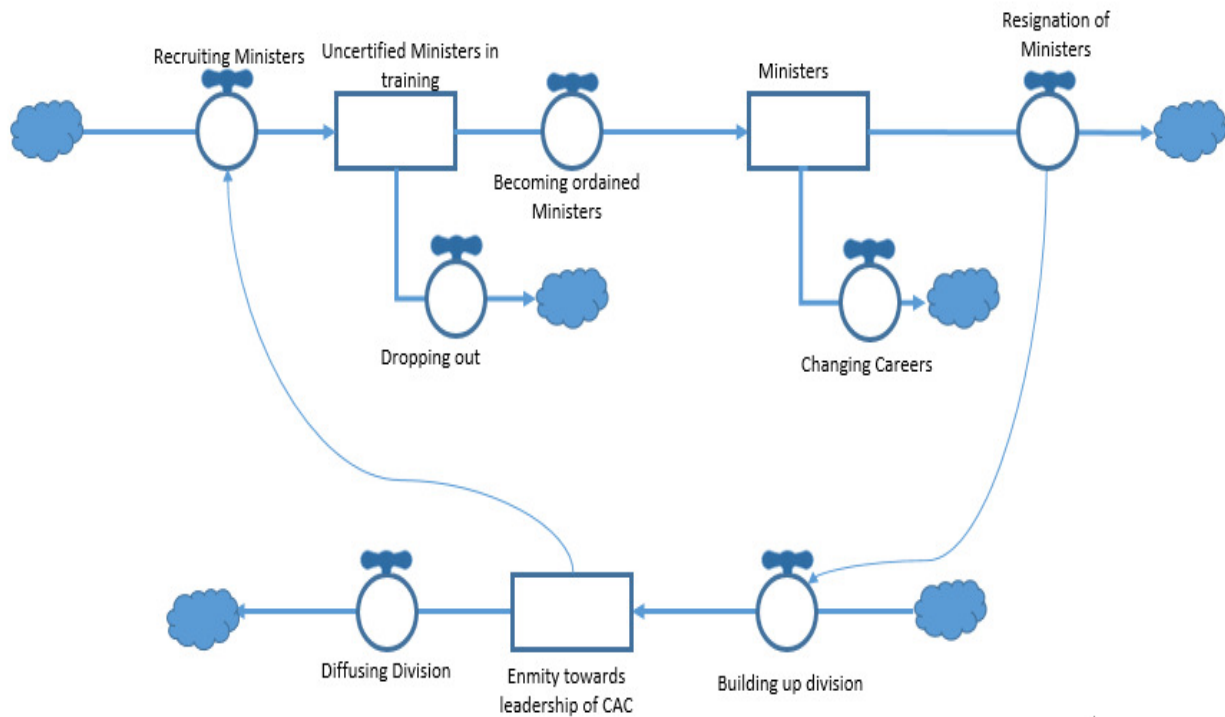 Recruiting Ministers
Uncertified Ministers in
training
Ministers
Resignation of
Ministers
Becoming ordained
Ministers
Dropping out
Changing Careers
Diffusing Division
Enmity towards
leadership of CAC
Building up division